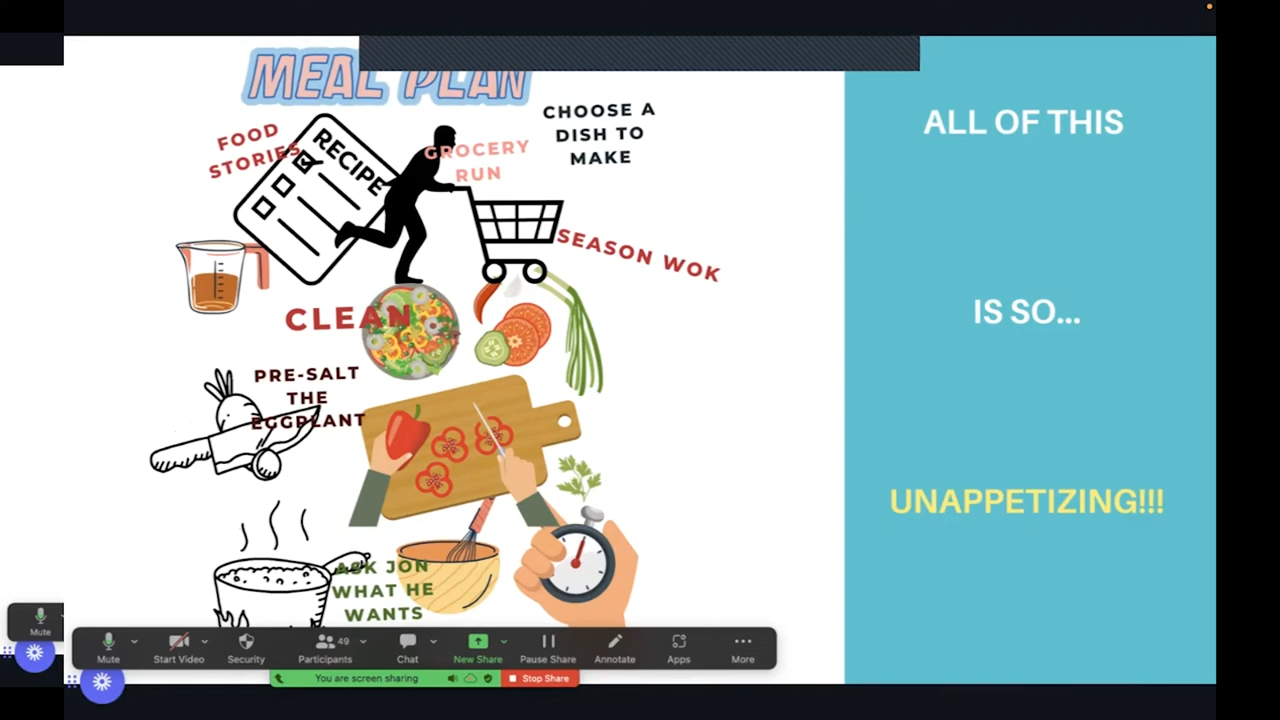 MEAL PLAN
CHOOSE A
DISH TO
MAKE
FOOD
STORIES
RECIPE
GROCERY
RUN
SEASON WOK
CLEAN
PRE-SALT
THE
EGGPLANT
ASK JON
WHAT HE
WANTS
ALL OF THIS
IS SO...
UNAPPETIZING!!!
Mute
Mute
Start Video
Security
49
Participants
Chat
New Share
Pause Share
Annotate
Apps
More
You are screen sharing
Stop Share